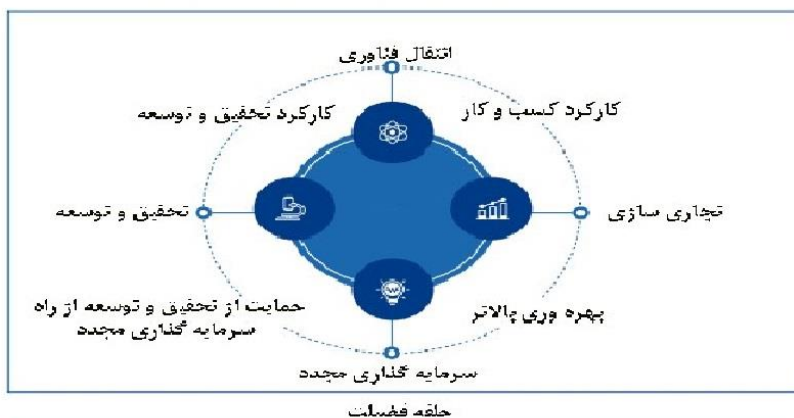 انتقال فناوری
کارکرد کسب و کار
کارکرد تحقیق و توسعه
تجاری سازی
تحقیق و توسعه
بهره وری بالاتر
حمایت از تحقیق و توسعه از راه
سرمایه گذاری مجدد
سرمایه گذاری مجدد
حلقه فضیلت